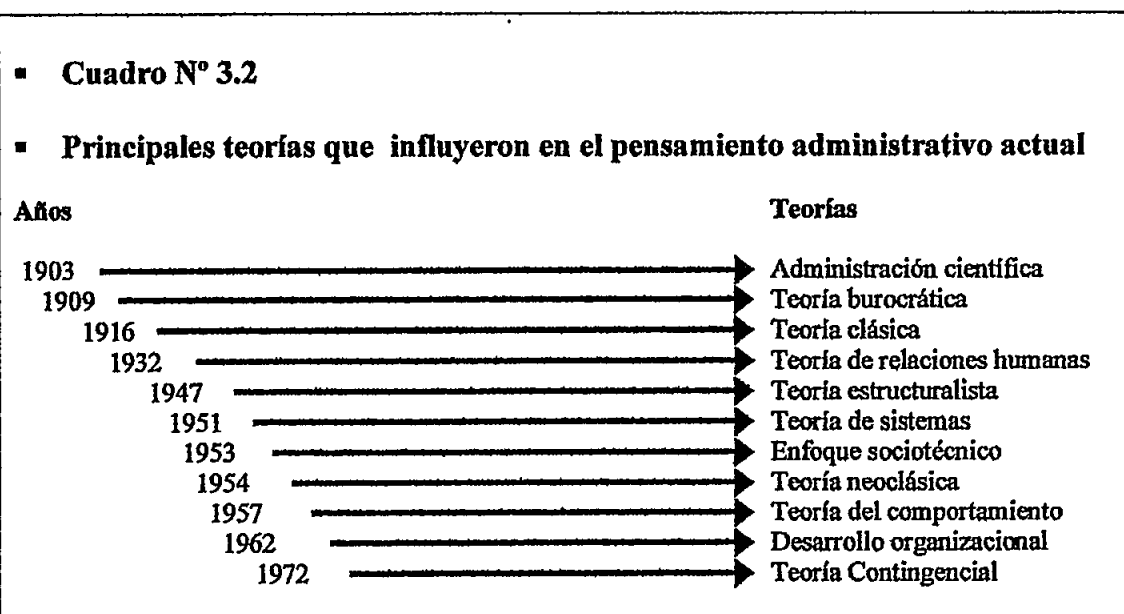 ▪ Cuadro Nº 3.2
▪ Principales teorías que influyeron en el pensamiento administrativo actual
Años Teorías
1903 Administración científica
1909 Teoría burocrática
1916 Teoría clásica
1932 Teoría de relaciones humanas
1947 Teoría estructuralista
1951 Teoría de sistemas
1953 Enfoque sociotécnico
1954 Teoría neoclásica
1957 Teoría del comportamiento
1962 Desarrollo organizacional
1972 Teoría Contingencial